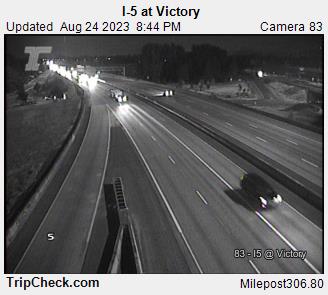 I-5 at Victory
Updated Aug 24 2023 8:44 PM Camera 83
S
83 - I5 @ Victory
TripCheck.com Milepost306.80